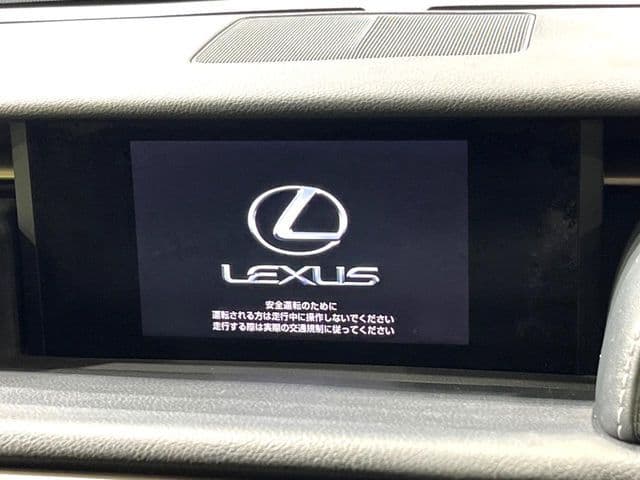 LEXUS
安全運転のために
運転される方は走行中に操作しないでください
走行する際は実際の交通規制に従ってください